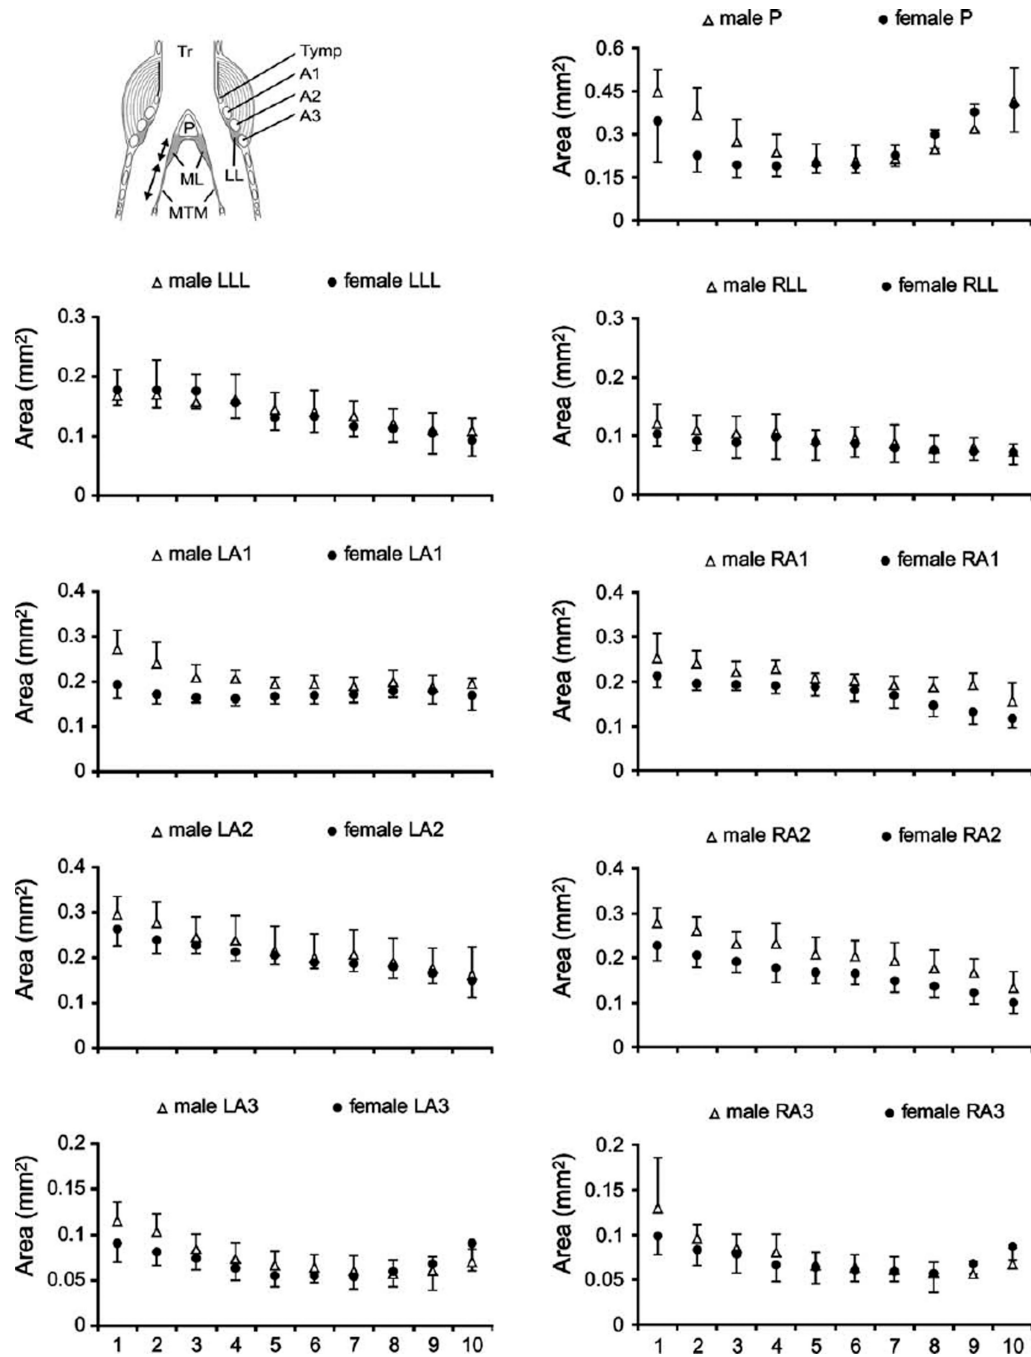 Tr
Tymp
A1
A2
A3
P
ML
LL
MTM
male P female P
Area (mm²)
0.6
0.45
0.3
0.15
0
male LLL female LLL
Area (mm²)
0.3
0.2
0.1
0
male RLL female RLL
Area (mm²)
0.3
0.2
0.1
0
male LA1 female LA1
Area (mm²)
0.4
0.3
0.2
0.1
0
male RA1 female RA1
Area (mm²)
0.4
0.3
0.2
0.1
0
male LA2 female LA2
Area (mm²)
0.4
0.3
0.2
0.1
0
male RA2 female RA2
Area (mm²)
0.4
0.3
0.2
0.1
0
male LA3 female LA3
Area (mm²)
0.2
0.15
0.1
0.05
0
1 2 3 4 5 6 7 8 9 10
male RA3 female RA3
Area (mm²)
0.2
0.15
0.1
0.05
0
1 2 3 4 5 6 7 8 9 10